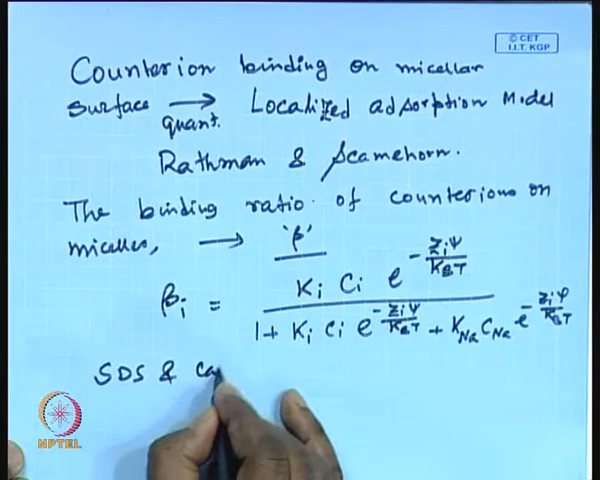 © CET
I.I.T. KGP
Counterion binding on micellar
surface → Localized adsorption Model
quant.
Rathman & Scamehorn.
The binding ratio of counterions on
micelles, → 'β'
βi = Ki Ci e^(-ZiΨ/KBT) / (1 + Ki Ci e^(-ZiΨ/KBT) + KNa CNa e^(-ZiΨ/KBT))
SDS & Ca
NPTEL